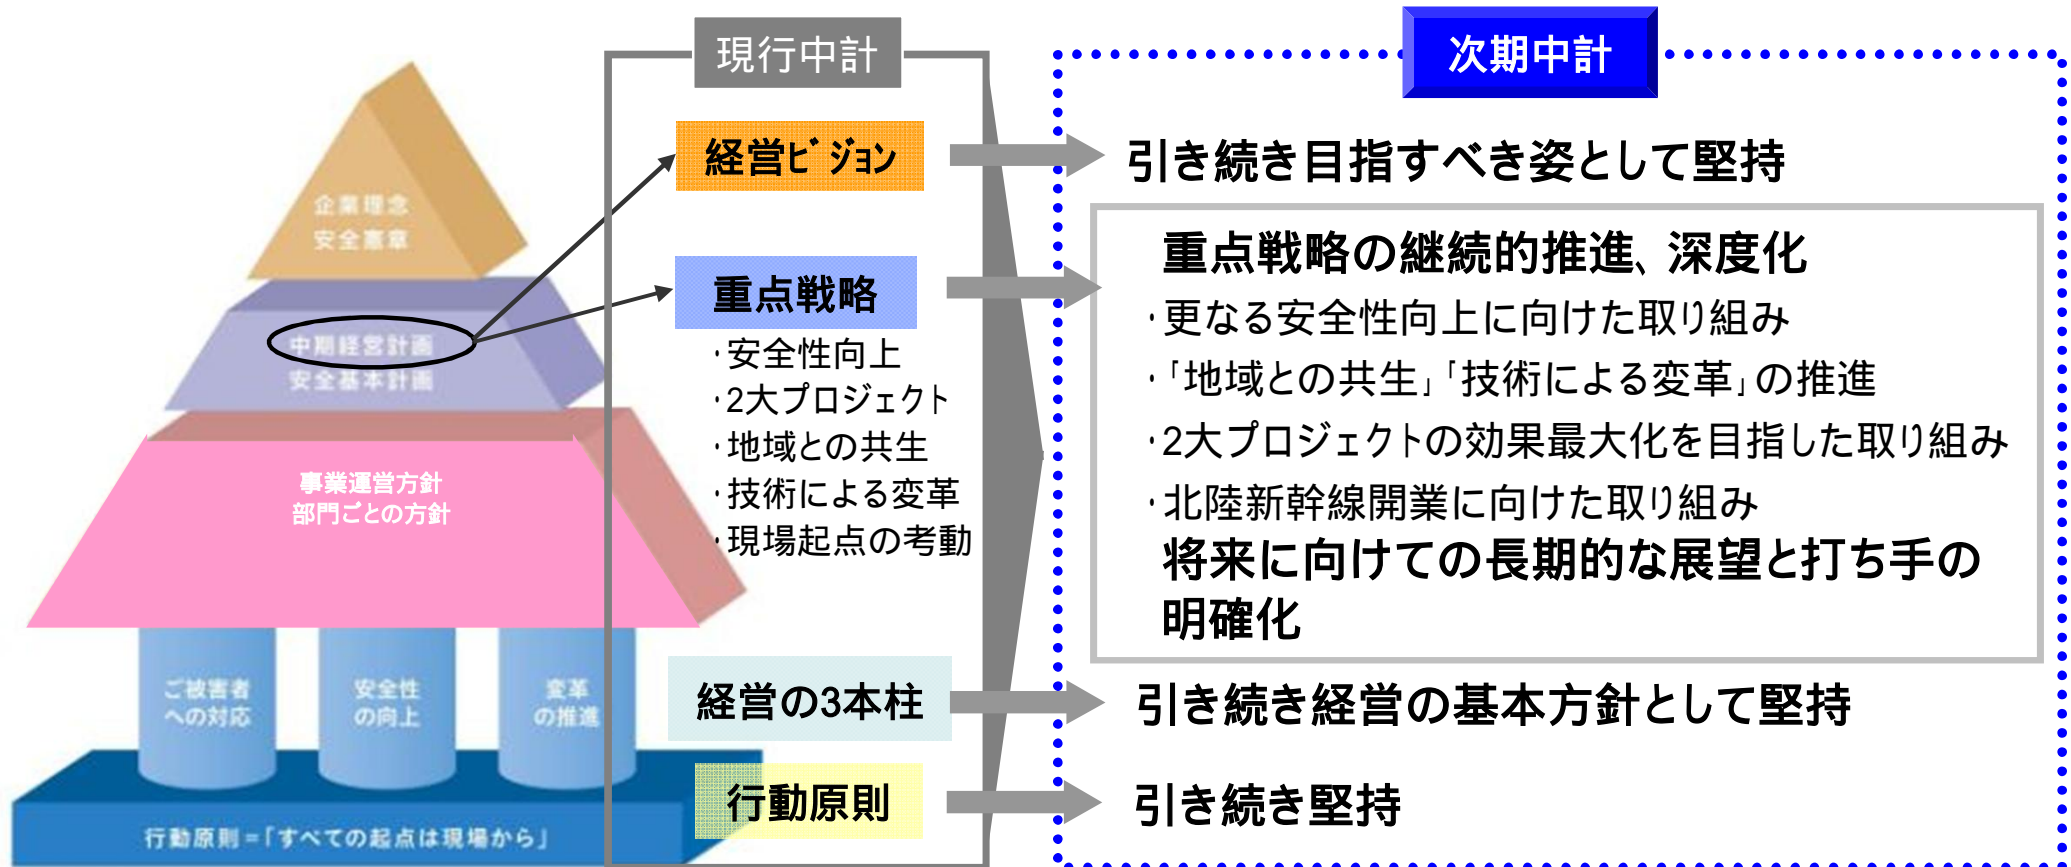 企業理念
安全憲章
中期経営計画
安全基本計画
事業運営方針
部門ごとの方針
ご被害者
への対応
安全性
の向上
変革
の推進
行動原則=「すべての起点は現場から」
現行中計
経営ビジョン
重点戦略
・安全性向上
・2大プロジェクト
・地域との共生
・技術による変革
・現場起点の考動
経営の3本柱
行動原則
次期中計
引き続き目指すべき姿として堅持
重点戦略の継続的推進、深度化
・更なる安全性向上に向けた取り組み
・「地域との共生」「技術による変革」の推進
・2大プロジェクトの効果最大化を目指した取り組み
・北陸新幹線開業に向けた取り組み
将来に向けての長期的な展望と打ち手の
明確化
引き続き経営の基本方針として堅持
引き続き堅持